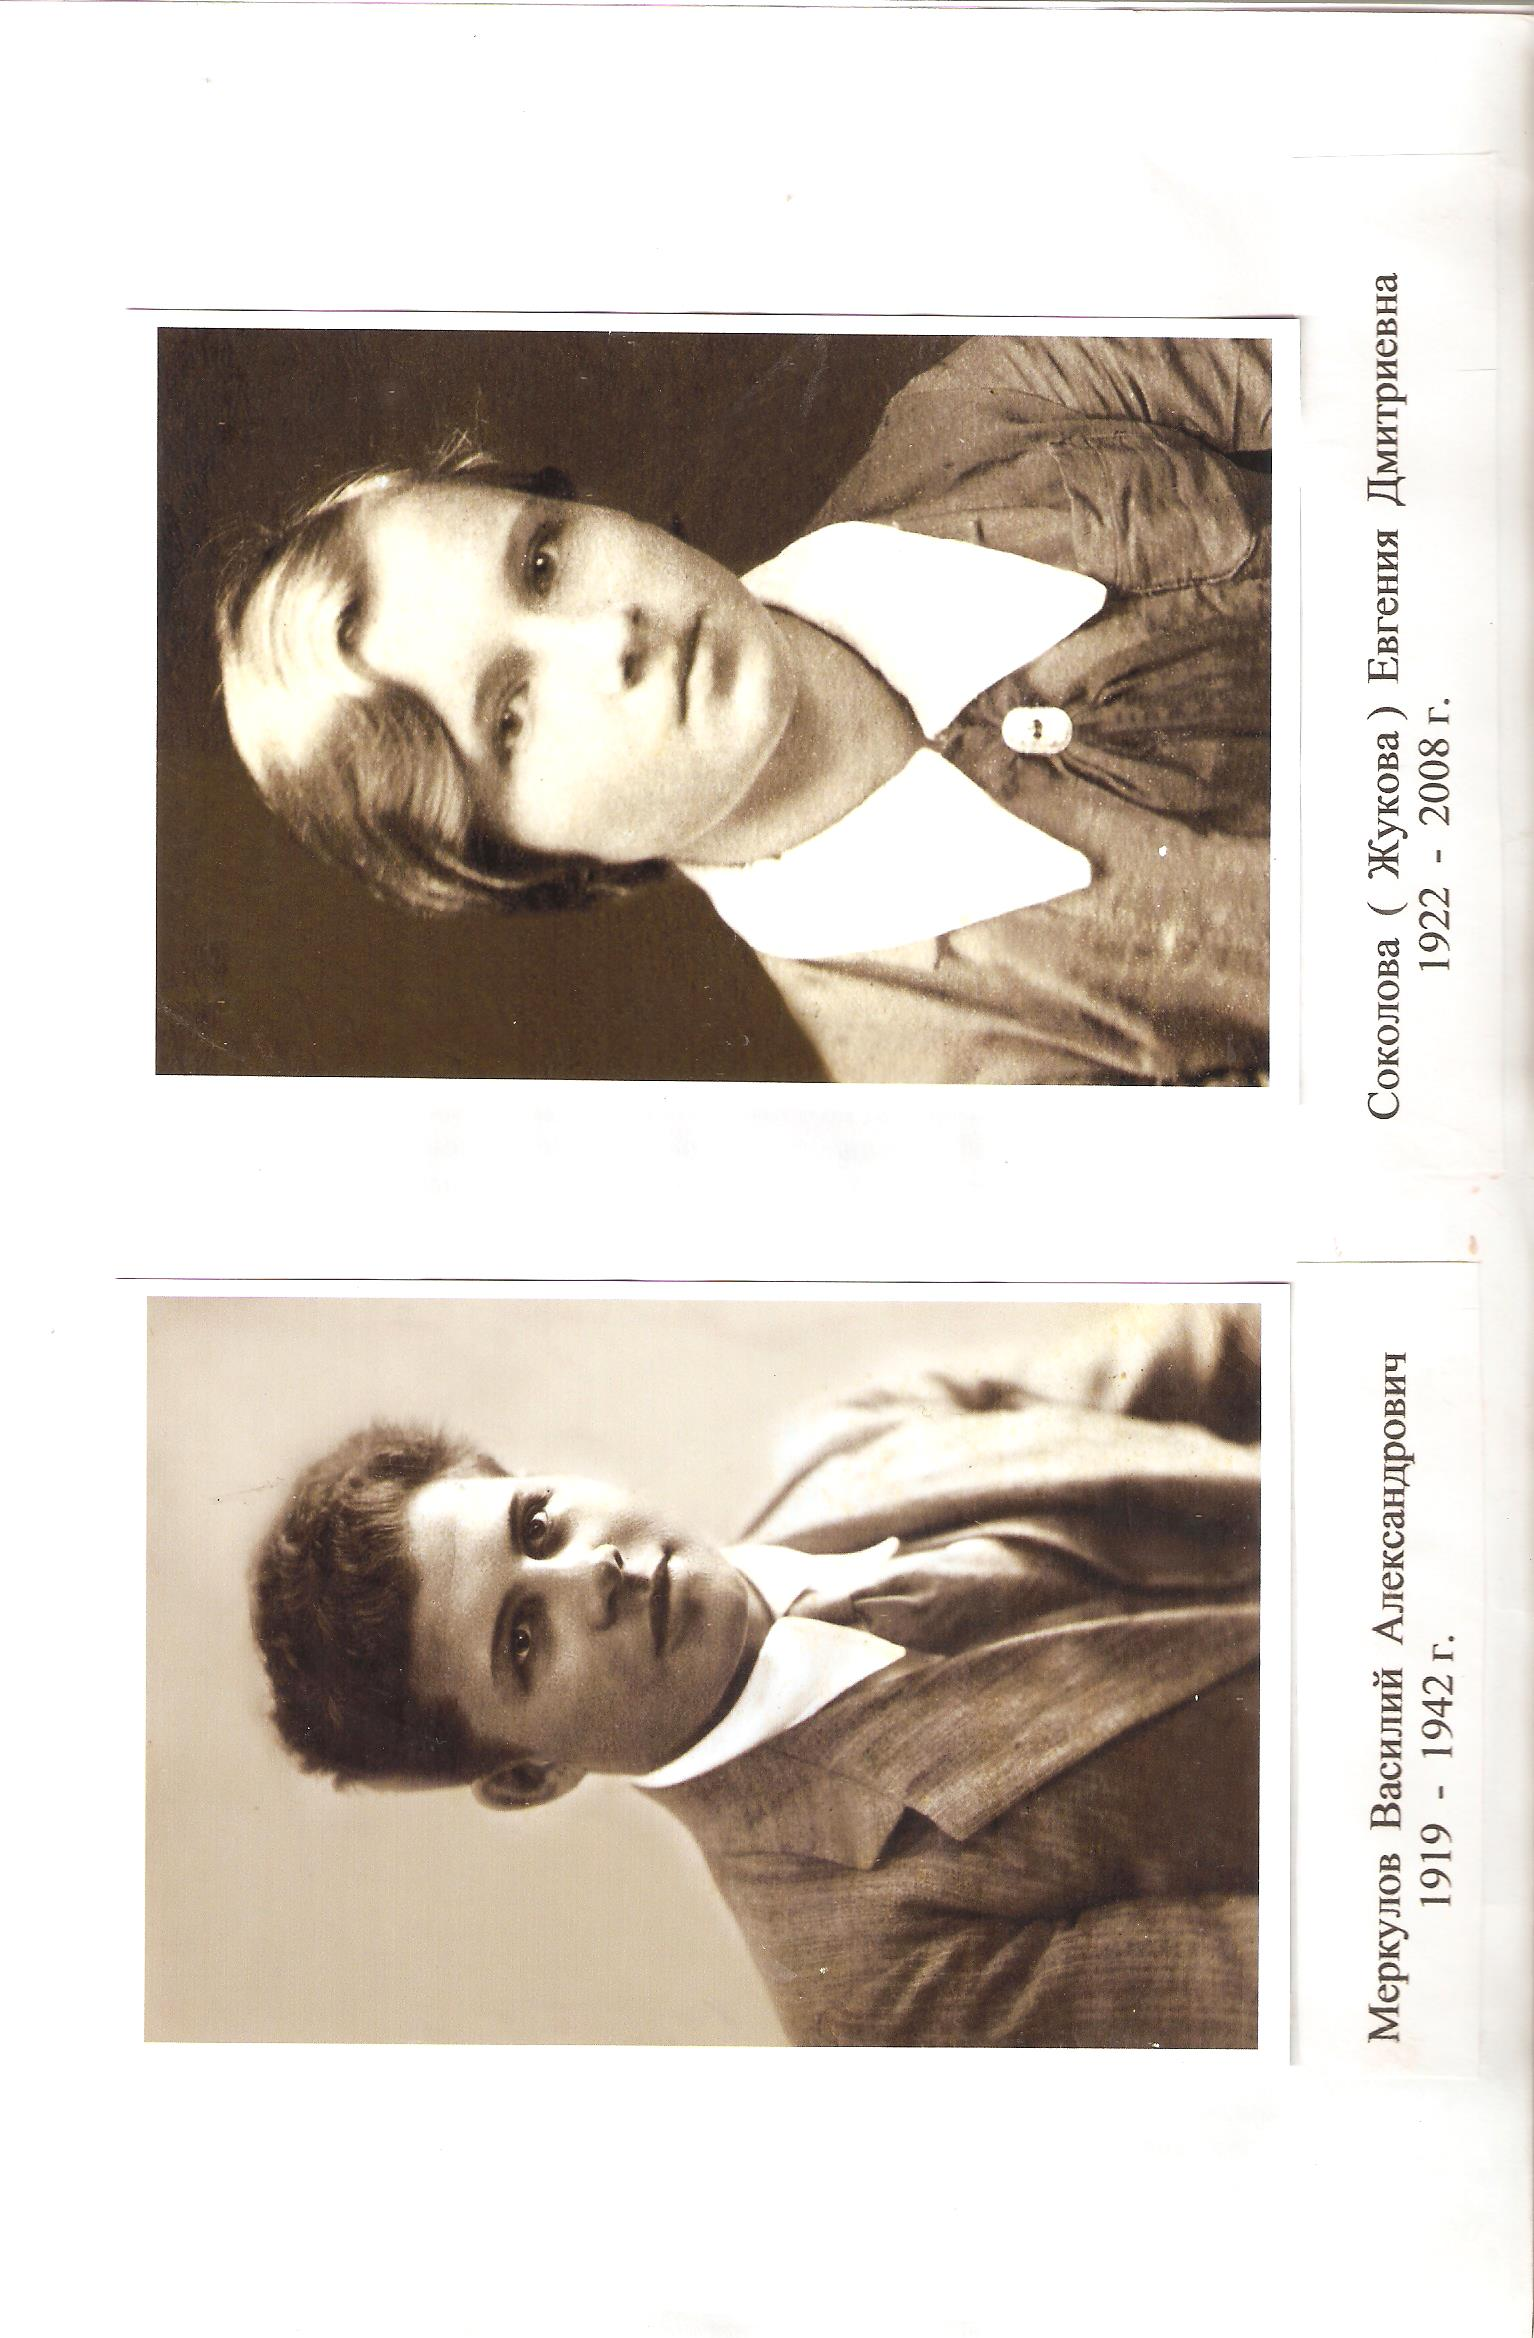 Меркулов Василий Александрович
1919 - 1942 г.
Соколова ( Жукова ) Евгения Дмитриевна
1922 - 2008 г.